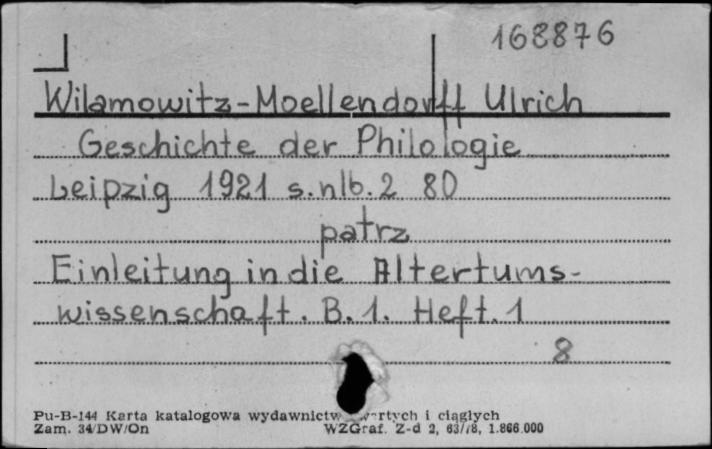 168876
Wilamowitz-Moellendorff Ulrich
Geschichte der Philologie
Leipzig 1921 s.nlb.2 80
patrz
Einleitung in die Altertums-
wissenschaft. B.1. Heft.1
8
Pu-B-144 Karta katalogowa wydawnictw i ciągłych
Zam. 34/DW/On WZGraf. Z-d 2, 63/78, 1.866.000